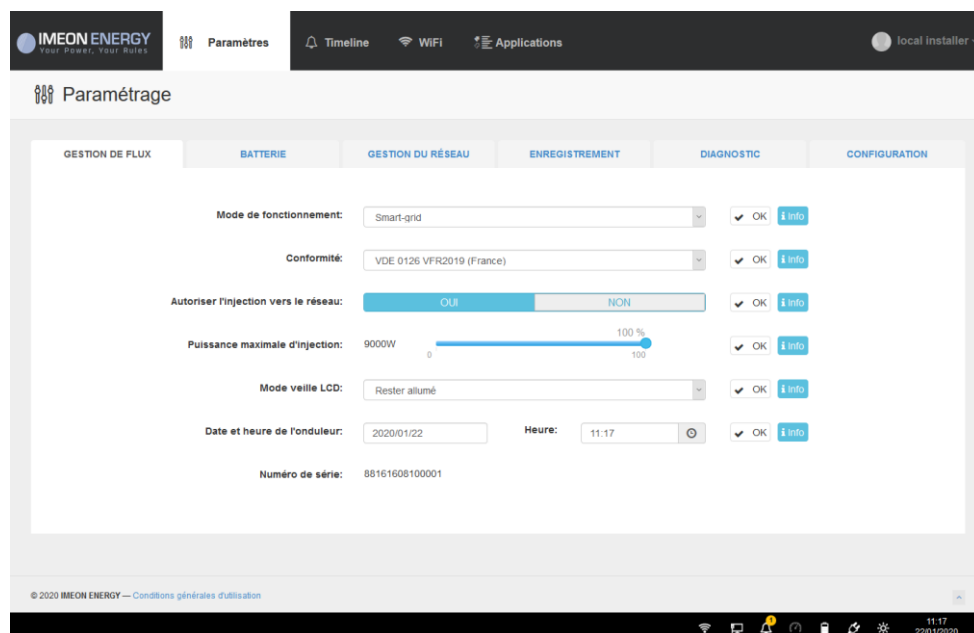 IMEON ENERGY
Your Power, Your Rules
Paramètres
Timeline
WiFi
Applications
local installer
Paramétrage
GESTION DE FLUX
BATTERIE
GESTION DU RÉSEAU
ENREGISTREMENT
DIAGNOSTIC
CONFIGURATION
Mode de fonctionnement: Smart-grid OK i Info
Conformité: VDE 0126 VFR2019 (France) OK i Info
Autoriser l'injection vers le réseau: OUI NON OK i Info
100 %
Puissance maximale d'injection: 9000W OK i Info
0 100
Mode veille LCD: Rester allumé OK i Info
Date et heure de l'onduleur: 2020/01/22 Heure: 11:17 OK i Info
Numéro de série: 88161608100001
© 2020 IMEON ENERGY — Conditions générales d'utilisation
1
11:17
22/01/2020